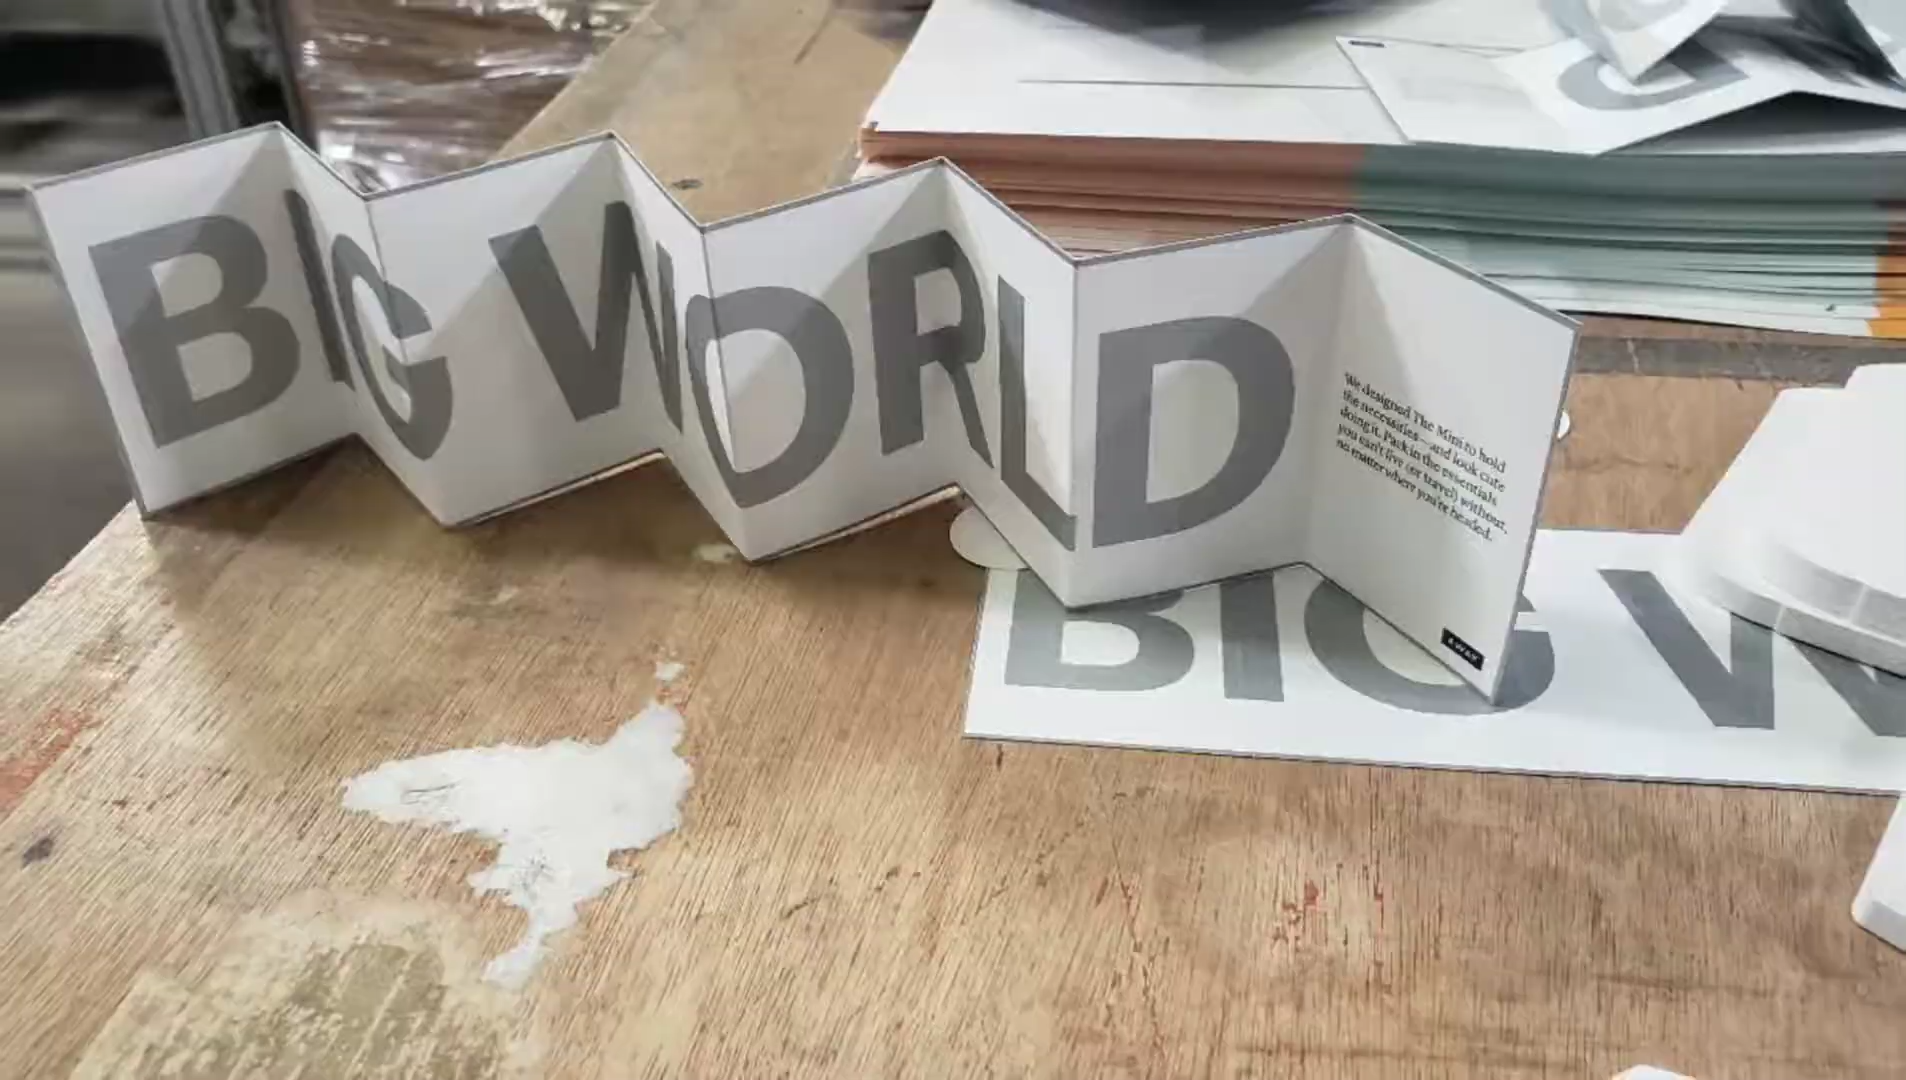 BIG WORLD
We designed The Mini to hold
the necessities—and look cute
doing it. Pack in the essentials
you can't live (or travel) without,
no matter where you're headed.
AWAY
BIG W